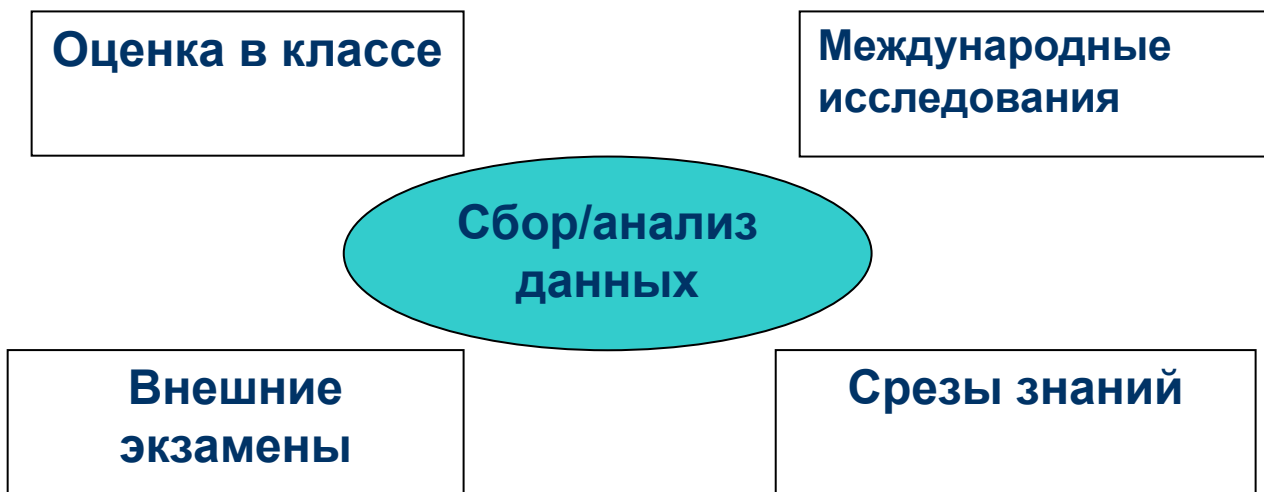 Оценка в классе
Международные
исследования
Сбор/анализ
данных
Внешние
экзамены
Срезы знаний